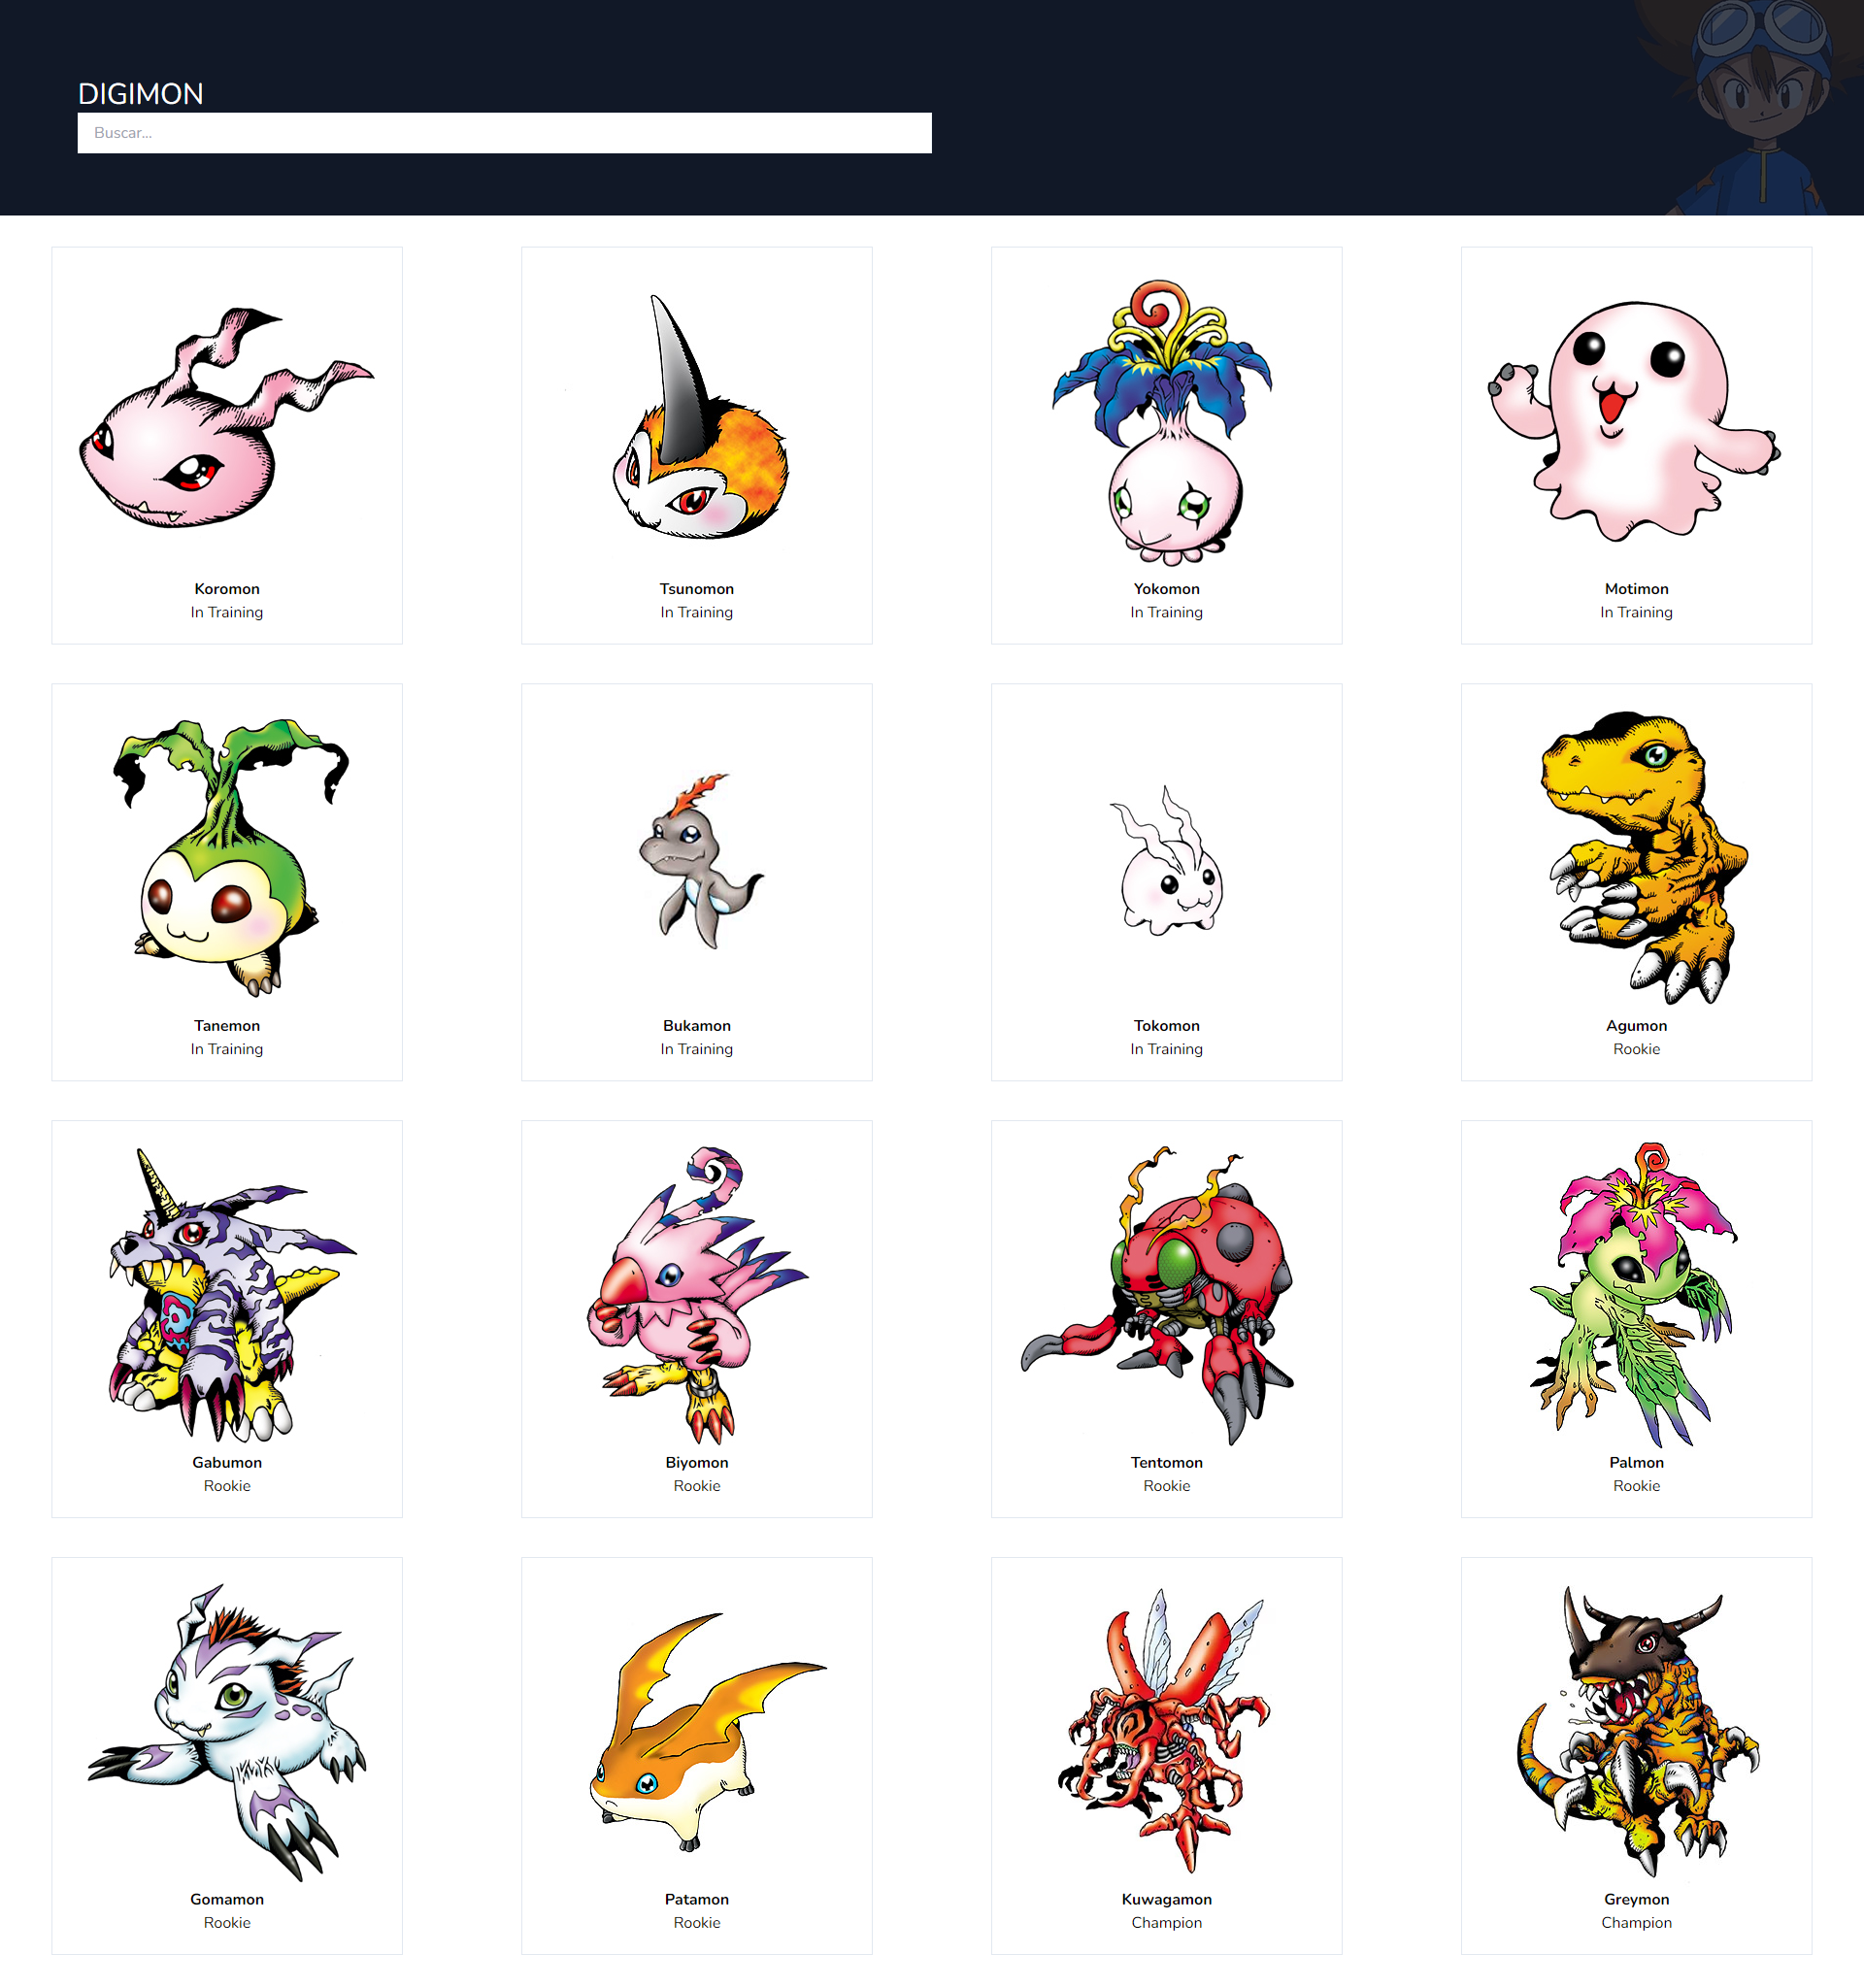 DIGIMON
Buscar...
Koromon
In Training
Tsunomon
In Training
Yokomon
In Training
Motimon
In Training
Tanemon
In Training
Bukamon
In Training
Tokomon
In Training
Agumon
Rookie
Gabumon
Rookie
Biyomon
Rookie
Tentomon
Rookie
Palmon
Rookie
Gomamon
Rookie
Patamon
Rookie
Kuwagamon
Champion
Greymon
Champion